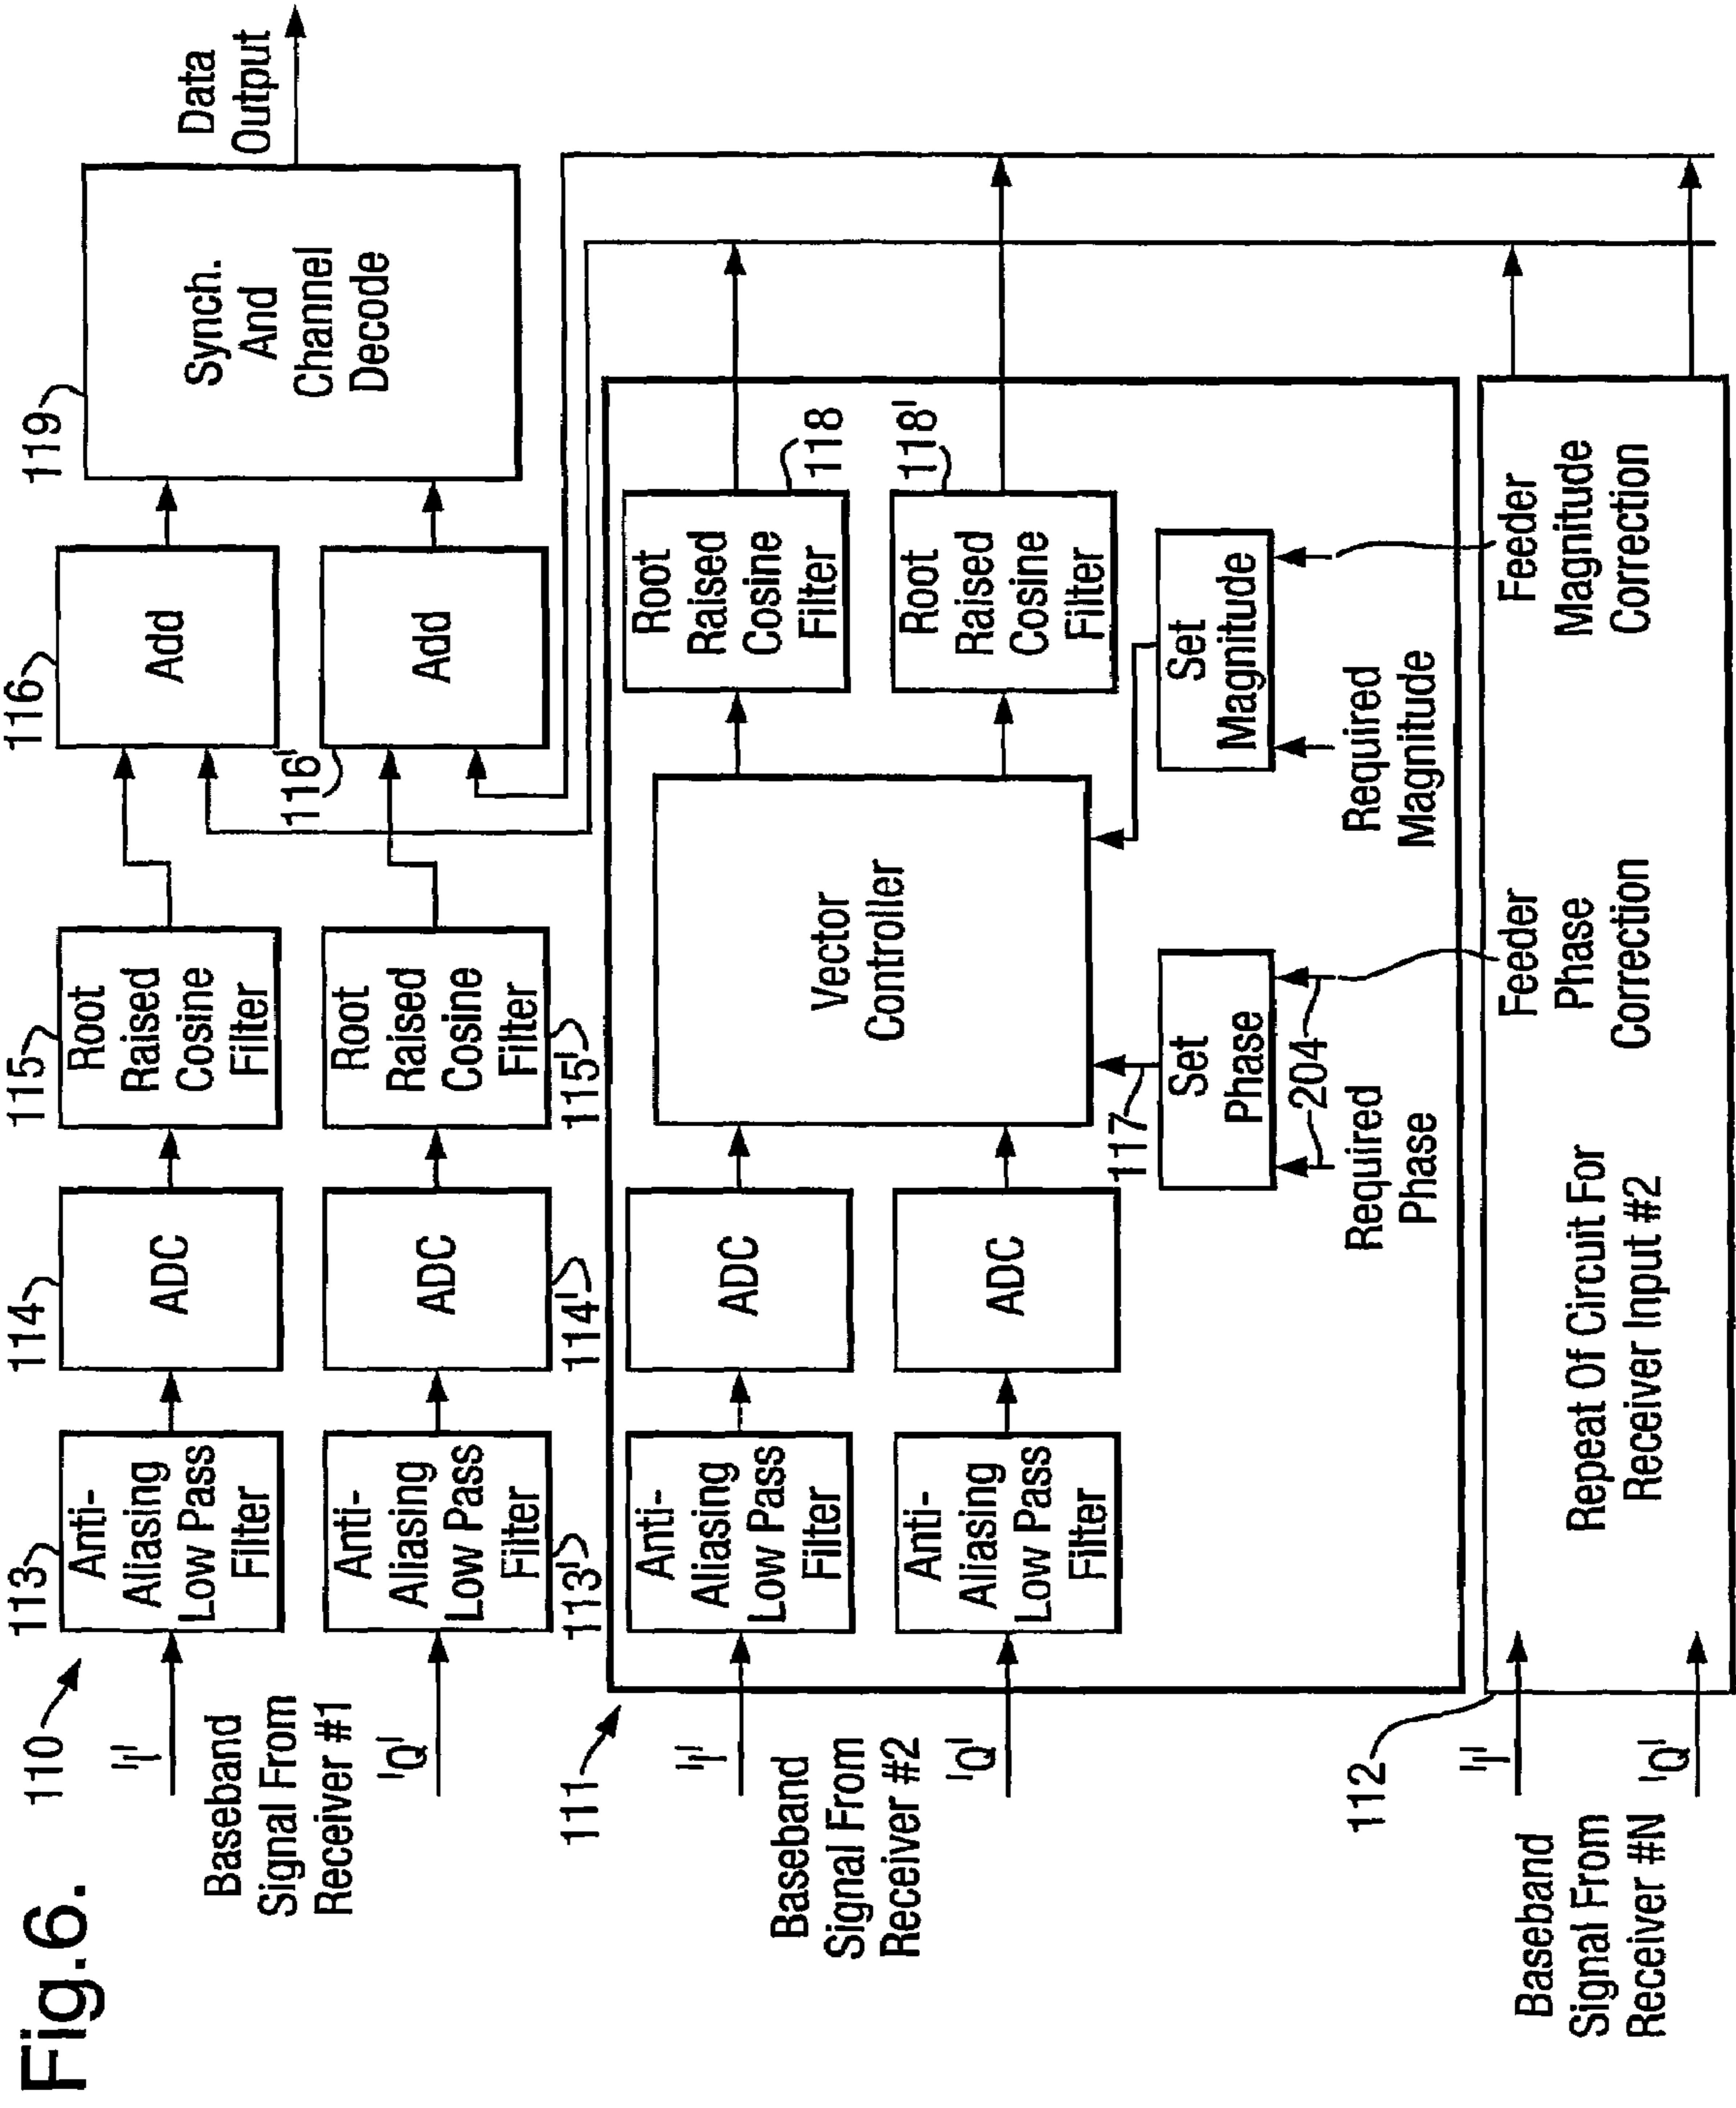 Fig.6.
110
113
114
115
116
119
'I'
Baseband
Signal From
Receiver #1
'Q'
Anti-
Aliasing
Low Pass
Filter
ADC
Root
Raised
Cosine
Filter
Add
Synch.
And
Channel
Decode
Data
Output
Anti-
Aliasing
Low Pass
Filter
113'
ADC
114'
Root
Raised
Cosine
Filter
115'
Add
116'
111
'I'
Baseband
Signal From
Receiver #2
'Q'
Anti-
Aliasing
Low Pass
Filter
ADC
Vector
Controller
Root
Raised
Cosine
Filter
118
Anti-
Aliasing
Low Pass
Filter
ADC
Root
Raised
Cosine
Filter
118'
117
Set
Phase
204
Required
Phase
Set
Magnitude
Required
Magnitude
112
'I'
Baseband
Signal From
Receiver #N
'Q'
Repeat Of Circuit For
Receiver Input #2
Feeder
Phase
Correction
Feeder
Magnitude
Correction